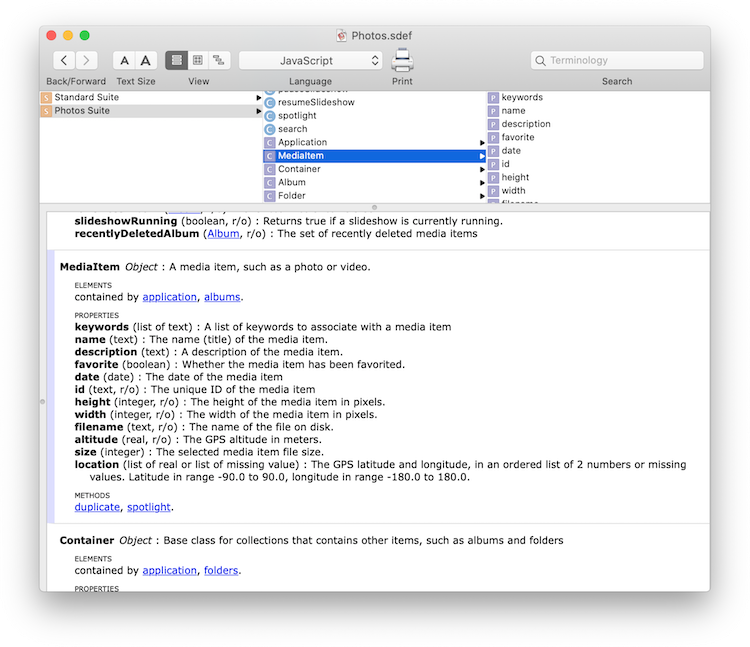 Photos.sdef
A A
JavaScript
Terminology
Back/Forward
Text Size
View
Language
Print
Search
S Standard Suite
S Photos Suite
C resumeSlideshow
C spotlight
C search
C Application
C MediaItem
C Container
C Album
C Folder
P keywords
P name
P description
P favorite
P date
P id
P height
P width
slideshowRunning (boolean, r/o) : Returns true if a slideshow is currently running.
recentlyDeletedAlbum (Album, r/o) : The set of recently deleted media items
MediaItem Object : A media item, such as a photo or video.
ELEMENTS
contained by application, albums.
PROPERTIES
keywords (list of text) : A list of keywords to associate with a media item
name (text) : The name (title) of the media item.
description (text) : A description of the media item.
favorite (boolean) : Whether the media item has been favorited.
date (date) : The date of the media item
id (text, r/o) : The unique ID of the media item
height (integer, r/o) : The height of the media item in pixels.
width (integer, r/o) : The width of the media item in pixels.
filename (text, r/o) : The name of the file on disk.
altitude (real, r/o) : The GPS altitude in meters.
size (integer) : The selected media item file size.
location (list of real or list of missing value) : The GPS latitude and longitude, in an ordered list of 2 numbers or missing
values. Latitude in range -90.0 to 90.0, longitude in range -180.0 to 180.0.
METHODS
duplicate, spotlight.
Container Object : Base class for collections that contains other items, such as albums and folders
ELEMENTS
contained by application, folders.
PROPERTIES